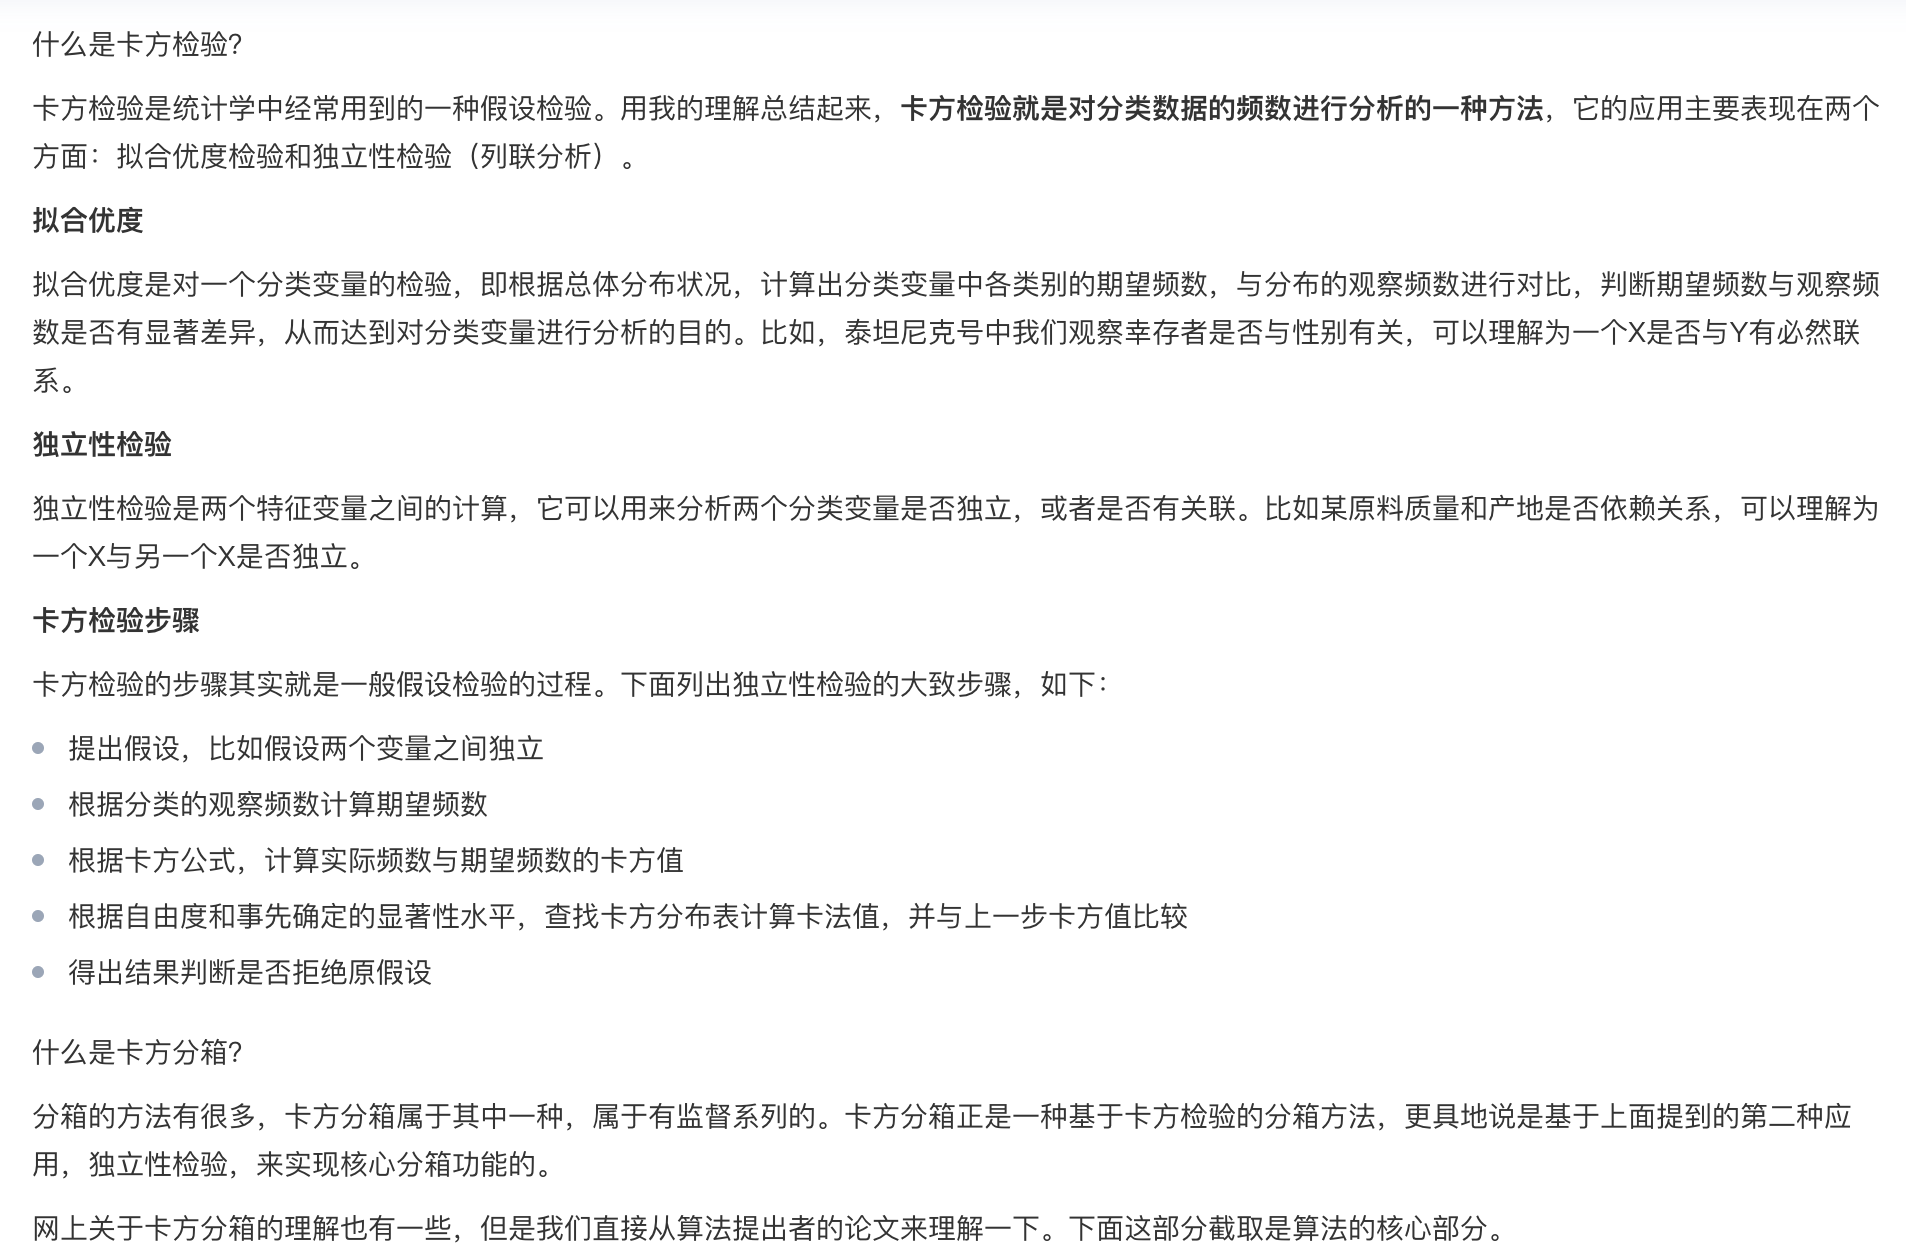 什么是卡方检验?
卡方检验是统计学中经常用到的一种假设检验。用我的理解总结起来，卡方检验就是对分类数据的频数进行分析的一种方法，它的应用主要表现在两个
方面：拟合优度检验和独立性检验（列联分析）。
拟合优度
拟合优度是对一个分类变量的检验，即根据总体分布状况，计算出分类变量中各类别的期望频数，与分布的观察频数进行对比，判断期望频数与观察频
数是否有显著差异，从而达到对分类变量进行分析的目的。比如，泰坦尼克号中我们观察幸存者是否与性别有关，可以理解为一个X是否与Y有必然联
系。
独立性检验
独立性检验是两个特征变量之间的计算，它可以用来分析两个分类变量是否独立，或者是否有关联。比如某原料质量和产地是否依赖关系，可以理解为
一个X与另一个X是否独立。
卡方检验步骤
卡方检验的步骤其实就是一般假设检验的过程。下面列出独立性检验的大致步骤，如下：
提出假设，比如假设两个变量之间独立
根据分类的观察频数计算期望频数
根据卡方公式，计算实际频数与期望频数的卡方值
根据自由度和事先确定的显著性水平，查找卡方分布表计算卡法值，并与上一步卡方值比较
得出结果判断是否拒绝原假设
什么是卡方分箱?
分箱的方法有很多，卡方分箱属于其中一种，属于有监督系列的。卡方分箱正是一种基于卡方检验的分箱方法，更具地说是基于上面提到的第二种应
用，独立性检验，来实现核心分箱功能的。
网上关于卡方分箱的理解也有一些，但是我们直接从算法提出者的论文来理解一下。下面这部分截取是算法的核心部分。